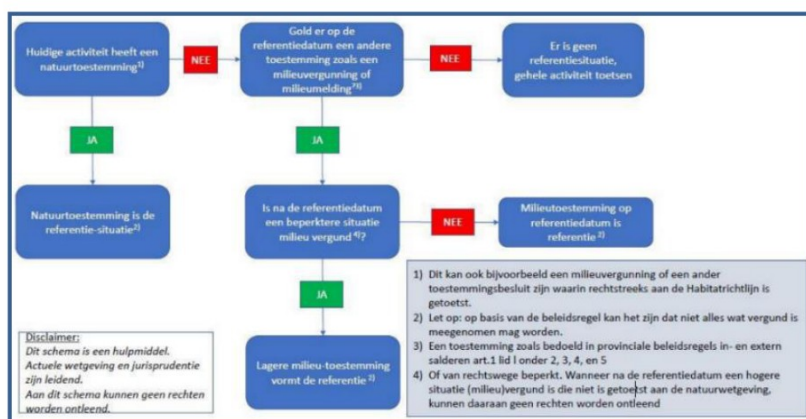 Huidige activiteit heeft een
natuurtoestemming1)
NEE
Gold er op de
referentiedatum een andere
toestemming zoals een
milieuvergunning of
milieumelding?3)
NEE
Er is geen
referentiesituatie,
gehele activiteit toetsen
JA
JA
Natuurtoestemming is de
referentie-situatie2)
Is na de referentiedatum
een beperktere situatie
milieu vergund 4)?
NEE
Milieutoestemming op
referentiedatum is
referentie 2)
JA
Lagere milieu-toestemming
vormt de referentie 2)
Disclaimer:
Dit schema is een hulpmiddel.
Actuele wetgeving en jurisprudentie
zijn leidend.
Aan dit schema kunnen geen rechten
worden ontleend.
1) Dit kan ook bijvoorbeeld een milieuvergunning of een ander
toestemmingsbesluit zijn waarin rechtstreeks aan de Habitatrichtlijn is
getoetst.
2) Let op: op basis van de beleidsregel kan het zijn dat niet alles wat vergund is
meegenomen mag worden.
3) Een toestemming zoals bedoeld in provinciale beleidsregels in- en extern
salderen art.1 lid l onder 2, 3, 4, en 5
4) Of van rechtswege beperkt. Wanneer na de referentiedatum een hogere
situatie (milieu)vergund is die niet is getoetst aan de natuurwetgeving,
kunnen daaraan geen rechten worden ontleend